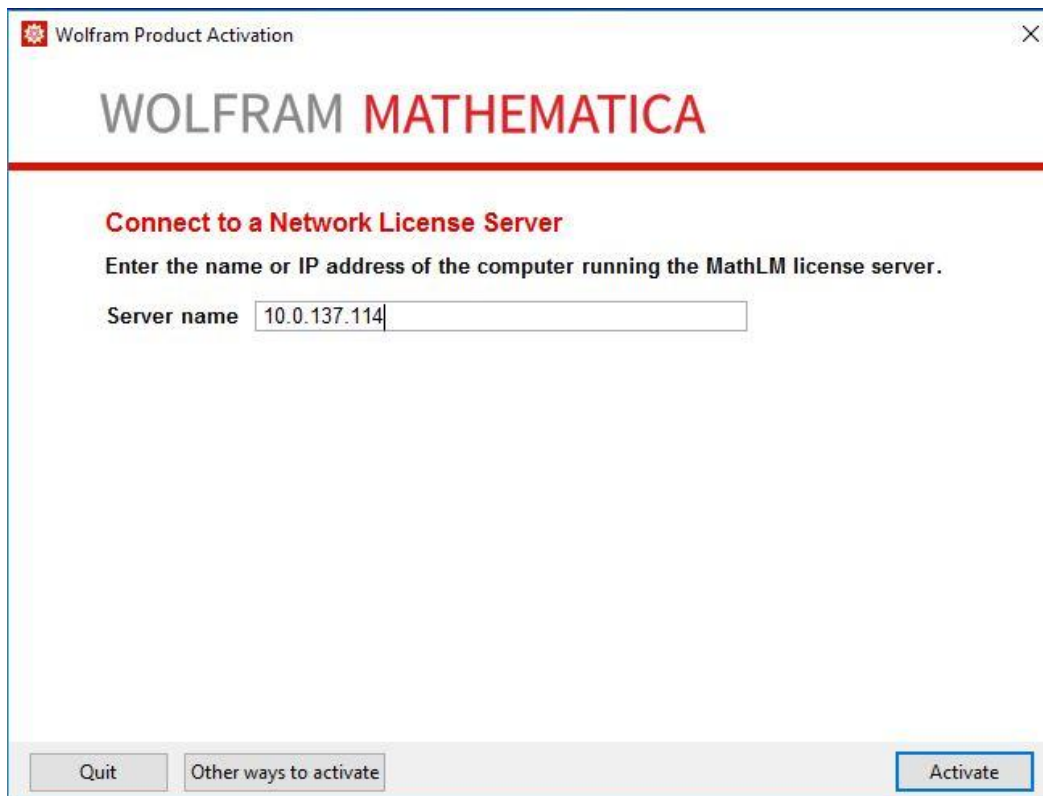 Wolfram Product Activation
WOLFRAM MATHEMATICA
Connect to a Network License Server
Enter the name or IP address of the computer running the MathLM license server.
Server name 10.0.137.114
Quit Other ways to activate Activate